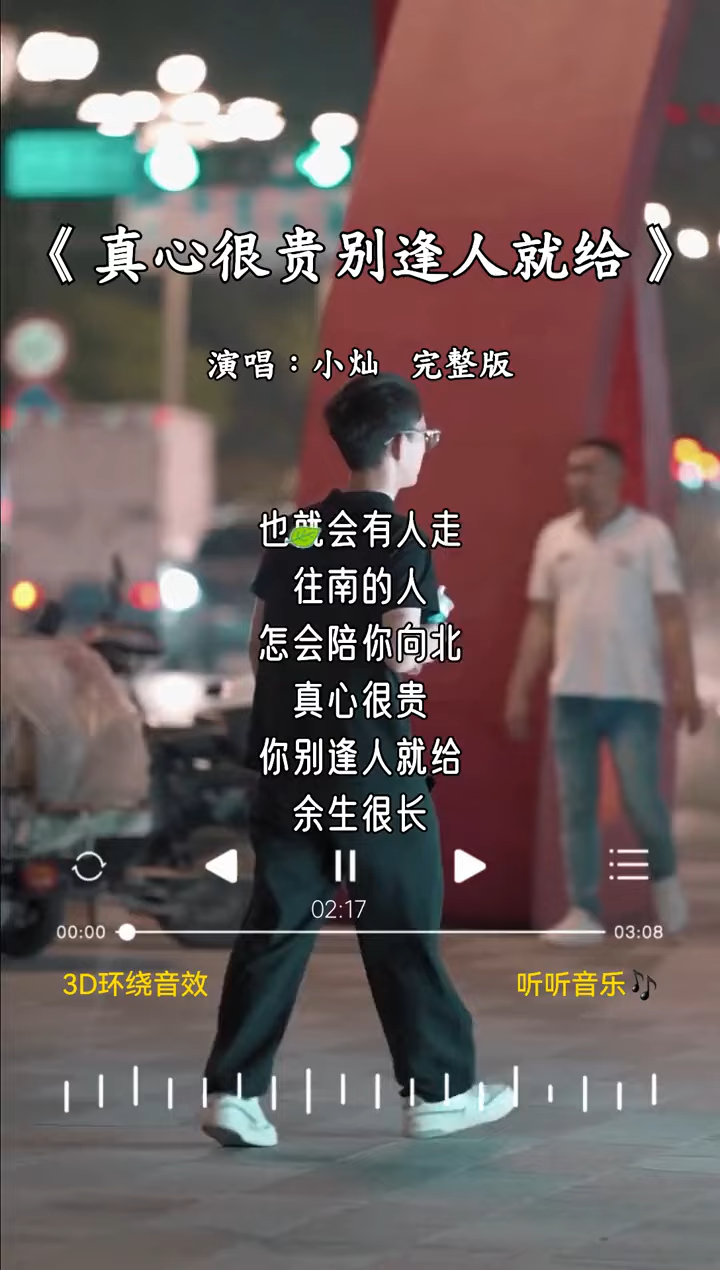 《真心很贵别逢人就给》
演唱：小灿 完整版
也就会有人走
往南的人
怎会陪你向北
真心很贵
你别逢人就给
余生很长
02:17
00:00 03:08
3D环绕音效 听听音乐🎶